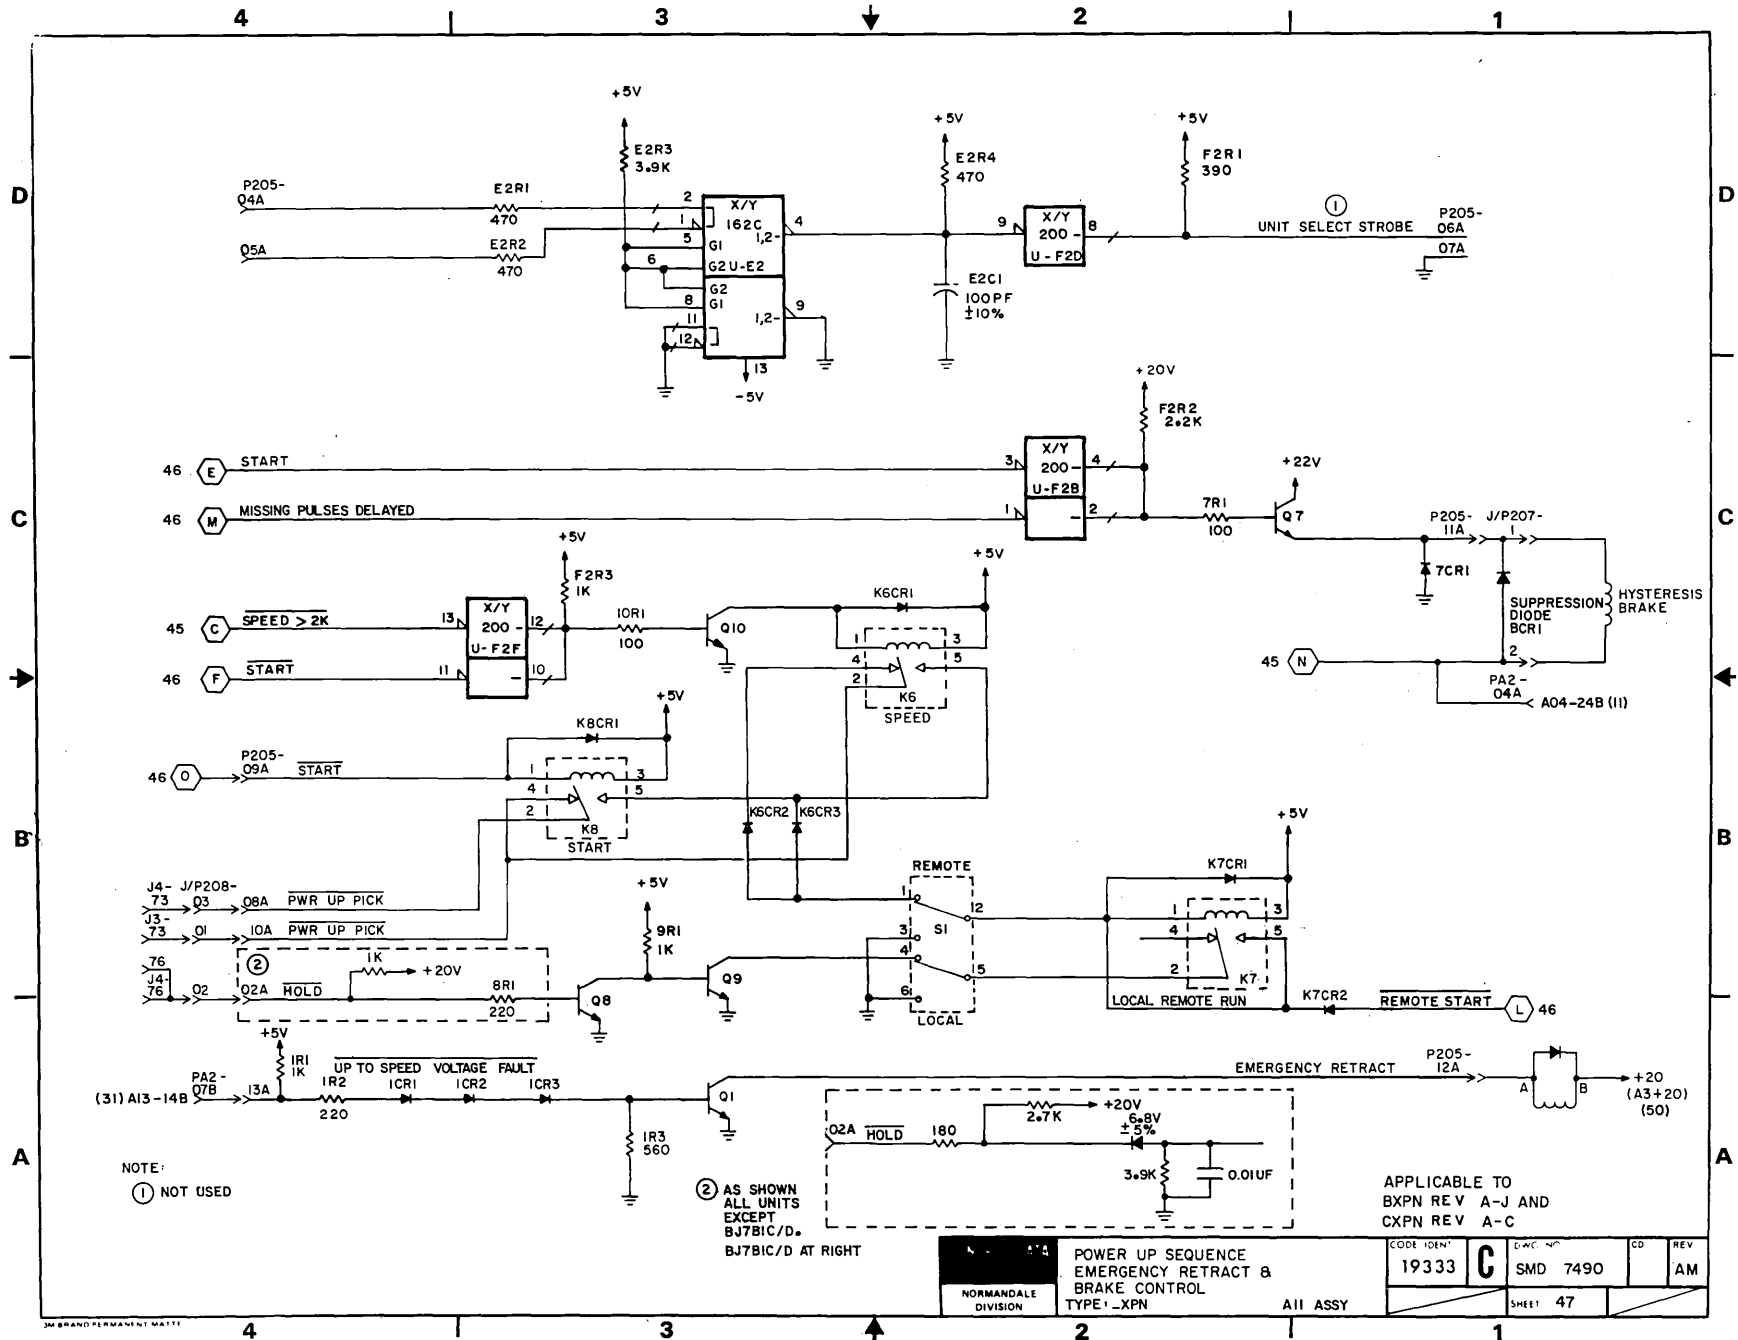 4 3 2 1
D
C
B
A
D
C
B
A
+5V
E2R3
3.9K
P205-
04A
E2R1
470
05A
E2R2
470
X/Y
162C
2
1
5
6
G1
G2 U-E2
G2
8
G1
11
12
1,2-
4
1,2-
9
13
-5V
+5V
E2R4
470
E2C1
100PF
±10%
9
X/Y
200 -
U-F2D
8
+5V
F2R1
390
①
UNIT SELECT STROBE
P205-
06A
07A
46 E START
46 M MISSING PULSES DELAYED
3
X/Y
200 -
4
U-F2B
1
-
2
+20V
F2R2
2.2K
7R1
100
+22V
Q7
P205-
11A
J/P207-
1
7CR1
SUPPRESSION
DIODE
BCR1
HYSTERESIS
BRAKE
45 N
2
PA2-
04A
A04-24B (11)
45 C SPEED > 2K
46 F START
13
X/Y
200 -
12
U-F2F
11
-
10
+5V
F2R3
1K
10R1
100
Q10
K6CR1
+5V
1
3
4
5
2
K6
SPEED
+5V
K8CR1
46 O
P205-
09A START
1
3
4
5
2
K8
START
K6CR2
K6CR3
J4-
73
J/P208-
03
08A PWR UP PICK
J3-
73
01
10A PWR UP PICK
76
J4-
76
02
02A HOLD
②
1K
+20V
8R1
220
Q8
+5V
9R1
1K
Q9
REMOTE
1
2
3
S1
4
5
6
LOCAL
+5V
K7CR1
1
3
4
5
2
K7
LOCAL REMOTE RUN
K7CR2
REMOTE START
L 46
+5V
1R1
1K
(31) A13-14B
PA2-
07B
13A
UP TO SPEED VOLTAGE FAULT
1R2
220
1CR1
1CR2
1CR3
1R3
560
Q1
EMERGENCY RETRACT
P205-
12A
A
B
+20
(A3+20)
(50)
02A HOLD
180
2.7K
+20V
6.8V
±5%
3.9K
0.01UF
NOTE:
① NOT USED
② AS SHOWN
ALL UNITS
EXCEPT
BJ7B1C/D.
BJ7B1C/D AT RIGHT
APPLICABLE TO
BXPN REV A-J AND
CXPN REV A-C
NORMANDALE
DIVISION
POWER UP SEQUENCE
EMERGENCY RETRACT &
BRAKE CONTROL
TYPE: _XPN A11 ASSY
CODE IDENT
19333
C
DWG NO
SMD 7490
CD
REV
AM
SHEET 47
3M BRAND PERMANENT MATTE
4 3 2 1